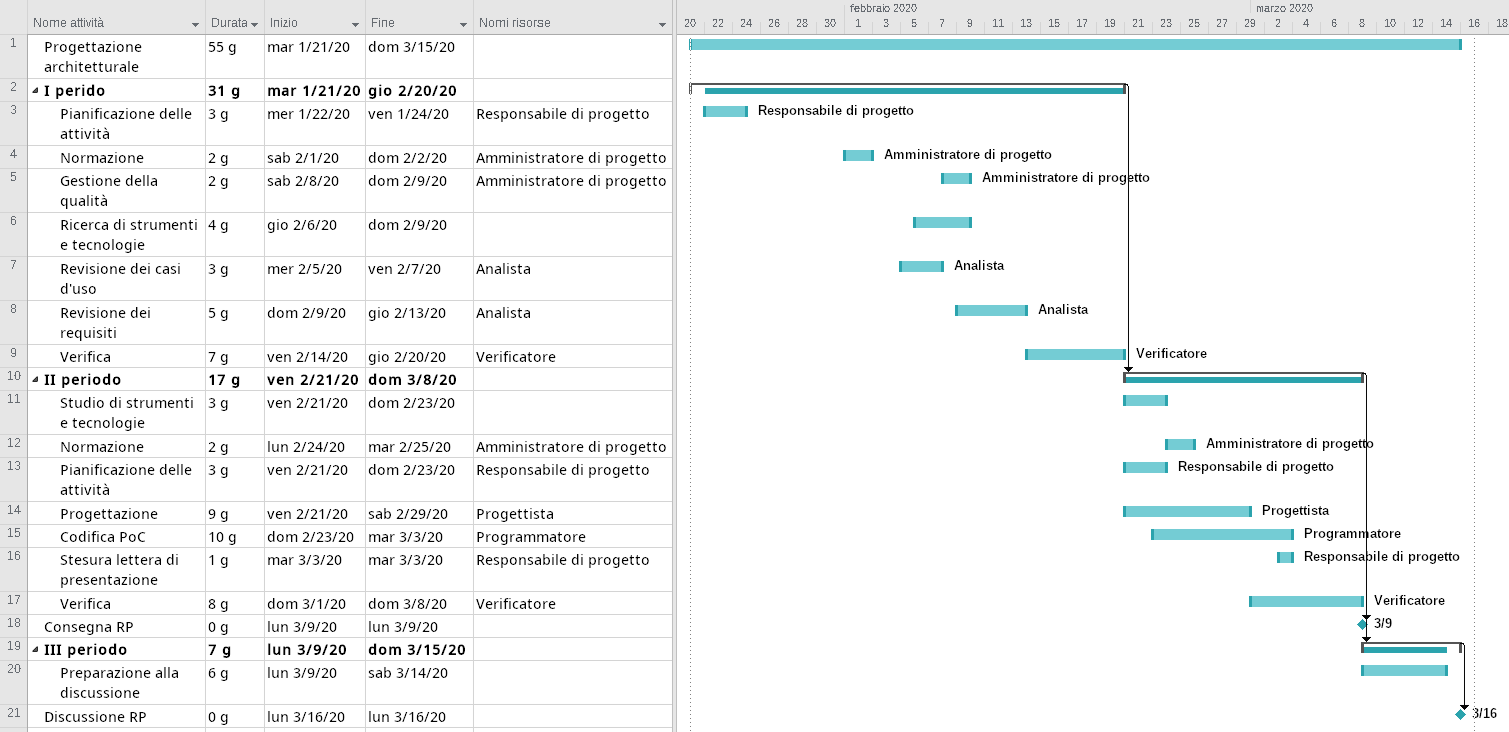 febbraio 2020 marzo 2020
Nome attività Durata Inizio Fine Nomi risorse 20 22 24 26 28 30 1 3 5 7 9 11 13 15 17 19 21 23 25 27 29 2 4 6 8 10 12 14 16 18
1 Progettazione 55 g mar 1/21/20 dom 3/15/20
architetturale
2 I perido 31 g mar 1/21/20 gio 2/20/20
3 Pianificazione delle 3 g mer 1/22/20 ven 1/24/20 Responsabile di progetto Responsabile di progetto
attività
4 Normazione 2 g sab 2/1/20 dom 2/2/20 Amministratore di progetto Amministratore di progetto
5 Gestione della 2 g sab 2/8/20 dom 2/9/20 Amministratore di progetto Amministratore di progetto
qualità
6 Ricerca di strumenti 4 g gio 2/6/20 dom 2/9/20
e tecnologie
7 Revisione dei casi 3 g mer 2/5/20 ven 2/7/20 Analista Analista
d'uso
8 Revisione dei 5 g dom 2/9/20 gio 2/13/20 Analista Analista
requisiti
9 Verifica 7 g ven 2/14/20 gio 2/20/20 Verificatore Verificatore
10 II periodo 17 g ven 2/21/20 dom 3/8/20
11 Studio di strumenti 3 g ven 2/21/20 dom 2/23/20
e tecnologie
12 Normazione 2 g lun 2/24/20 mar 2/25/20 Amministratore di progetto Amministratore di progetto
13 Pianificazione delle 3 g ven 2/21/20 dom 2/23/20 Responsabile di progetto Responsabile di progetto
attività
14 Progettazione 9 g ven 2/21/20 sab 2/29/20 Progettista Progettista
15 Codifica PoC 10 g dom 2/23/20 mar 3/3/20 Programmatore Programmatore
16 Stesura lettera di 1 g mar 3/3/20 mar 3/3/20 Responsabile di progetto Responsabile di progetto
presentazione
17 Verifica 8 g dom 3/1/20 dom 3/8/20 Verificatore Verificatore
18 Consegna RP 0 g lun 3/9/20 lun 3/9/20 3/9
19 III periodo 7 g lun 3/9/20 dom 3/15/20
20 Preparazione alla 6 g lun 3/9/20 sab 3/14/20
discussione
21 Discussione RP 0 g lun 3/16/20 lun 3/16/20 3/16